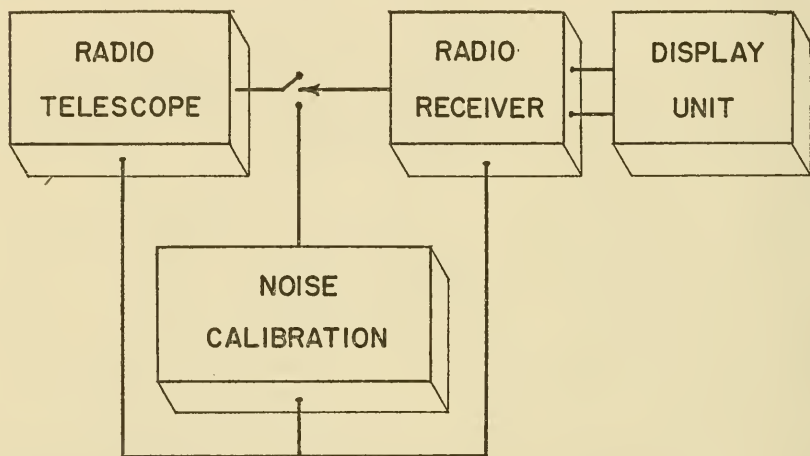 RADIO
TELESCOPE
RADIO
RECEIVER
DISPLAY
UNIT
NOISE
CALIBRATION